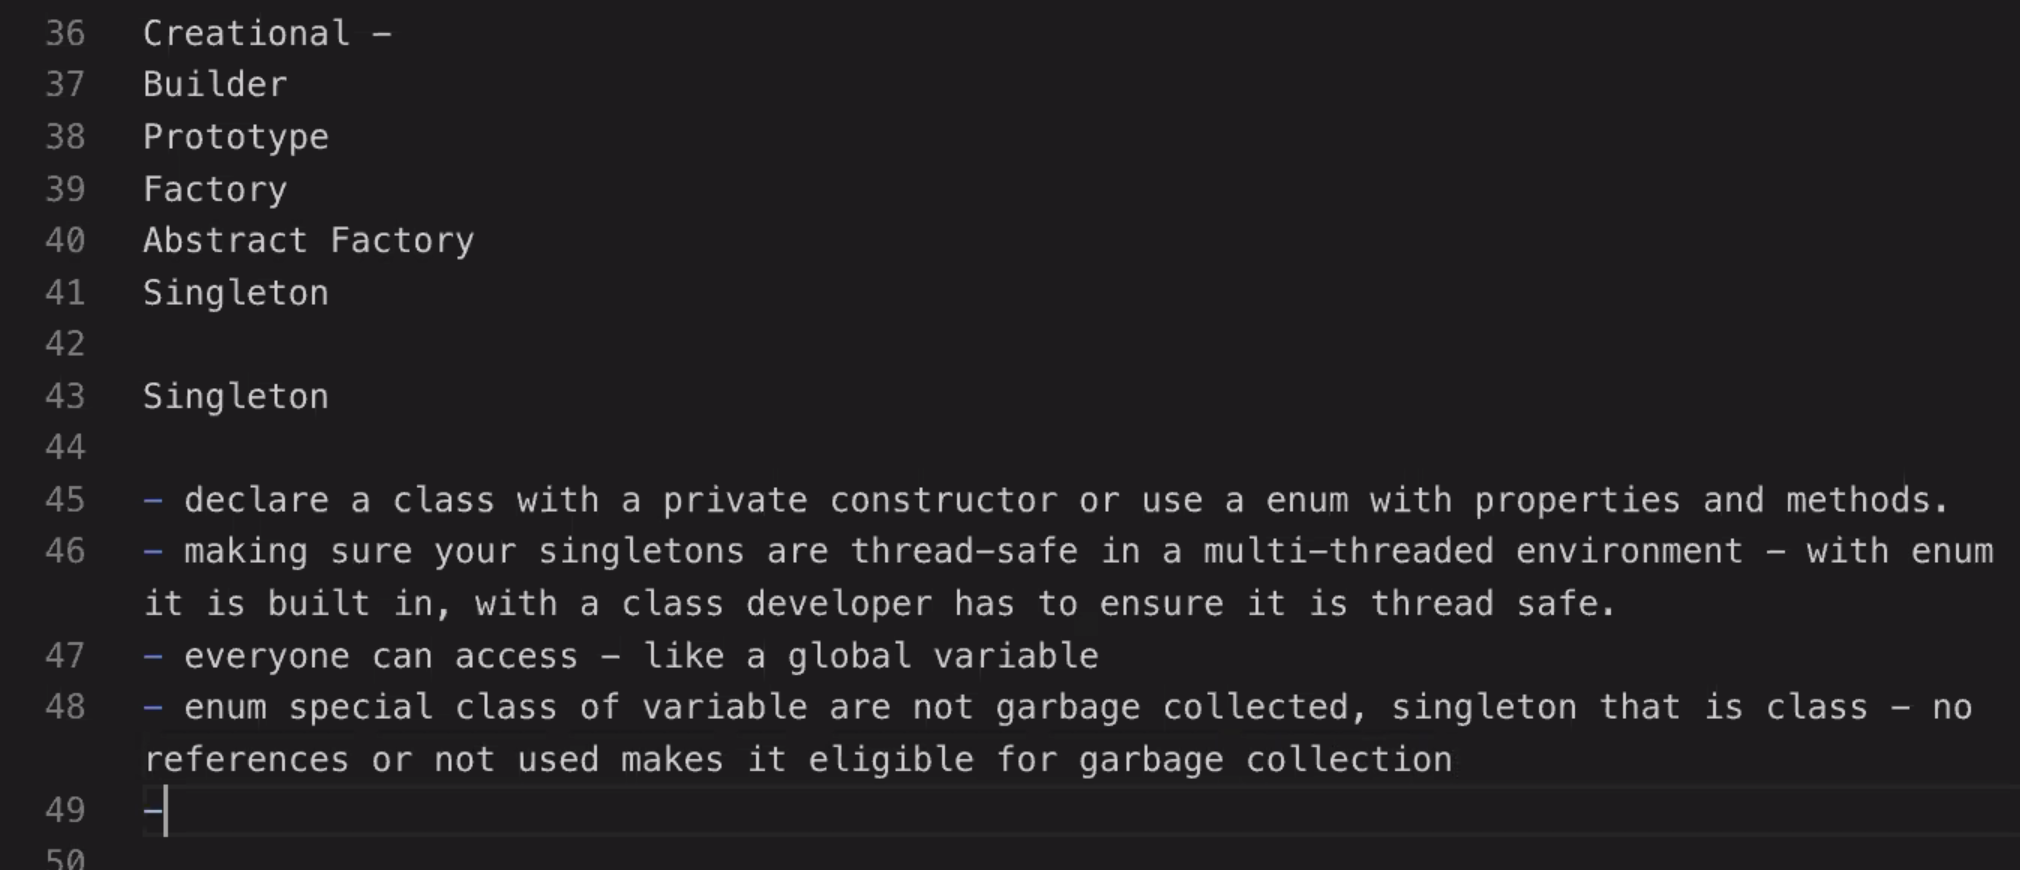 36 Creational -
37 Builder
38 Prototype
39 Factory
40 Abstract Factory
41 Singleton
42
43 Singleton
44
45 - declare a class with a private constructor or use a enum with properties and methods.
46 - making sure your singletons are thread-safe in a multi-threaded environment - with enum
it is built in, with a class developer has to ensure it is thread safe.
47 - everyone can access - like a global variable
48 - enum special class of variable are not garbage collected, singleton that is class - no
references or not used makes it eligible for garbage collection
49 -
50